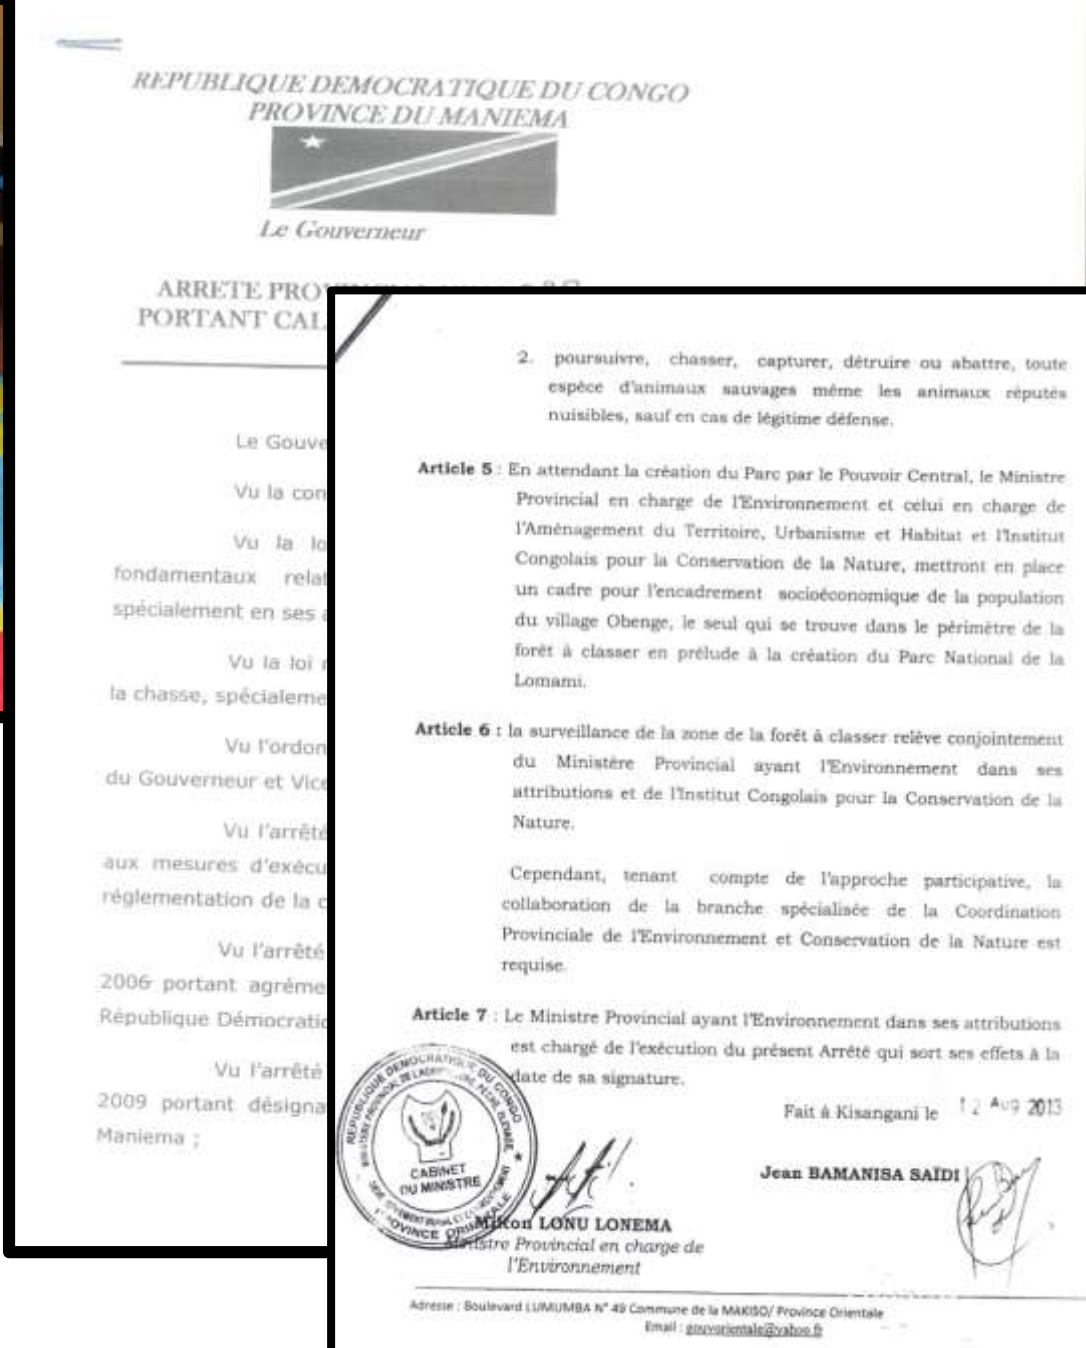 REPUBLIQUE DEMOCRATIQUE DU CONGO
PROVINCE DU MANIEMA
Le Gouverneur
ARRETE PRO
PORTANT CAL
Le Gouve
Vu la con
Vu la lo
fondamentaux relat
spécialement en ses
Vu la loi
la chasse, spécialeme
Vu l'ordon
du Gouverneur et Vice
Vu l'arrêté
aux mesures d'exécu
réglementation de la c
Vu l'arrêté
2006 portant agréme
République Démocratic
Vu l'arrêté
2009 portant désigna
Maniema ;
2. poursuivre, chasser, capturer, détruire ou abattre, toute
espèce d'animaux sauvages même les animaux réputés
nuisibles, sauf en cas de légitime défense.
Article 5 : En attendant la création du Parc par le Pouvoir Central, le Ministre
Provincial en charge de l'Environnement et celui en charge de
l'Aménagement du Territoire, Urbanisme et Habitat et l'Institut
Congolais pour la Conservation de la Nature, mettront en place
un cadre pour l'encadrement socioéconomique de la population
du village Obenge, le seul qui se trouve dans le périmètre de la
forêt à classer en prélude à la création du Parc National de la
Lomami.
Article 6 : la surveillance de la zone de la forêt à classer relève conjointement
du Ministère Provincial ayant l'Environnement dans ses
attributions et de l'Institut Congolais pour la Conservation de la
Nature.
Cependant, tenant compte de l'approche participative, la
collaboration de la branche spécialisée de la Coordination
Provinciale de l'Environnement et Conservation de la Nature est
requise.
Article 7 : Le Ministre Provincial ayant l'Environnement dans ses attributions
est chargé de l'exécution du présent Arrêté qui sort ses effets à la
date de sa signature.
Fait à Kisangani le 12 Aug 2013
REPUBLIQUE DEMOCRATIQUE DU CONGO
CABINET
DU MINISTRE
PROVINCE ORIENTALE
Jean BAMANISA SAÏDI
LONU LONEMA
Ministre Provincial en charge de
l'Environnement
Adresse : Boulevard LUMUMBA N° 49 Commune de la MAKISO/ Province Orientale
Email : gouvorientale@yahoo.fr